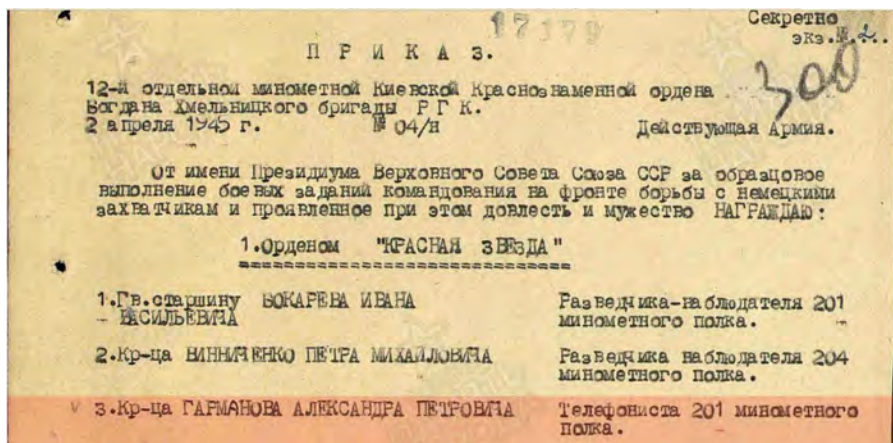 17179
Секретно
экз.№.2...
300
П Р И К А З.
12-й отдельной минометной Киевской Краснознаменной ордена
Богдана Хмельницкого бригады Р Г К.
2 апреля 1945 г. № 04/н Действующая Армия.
От имени Президиума Верховного Совета Союза ССР за образцовое
выполнение боевых заданий командования на фронте борьбы с немецкими
захватчикам и проявленное при этом довлесть и мужество НАГРАЖДАЮ:
1.Орденом "КРАСНАЯ ЗВЕЗДА"
1.Гв.старшину БОКАРЕВА ИВАНА Разведчика-наблюдателя 201
- ВАСИЛЬЕВИЧА минометного полка.
2.Кр-ца ВИННИЧЕНКО ПЕТРА МИХАЙЛОВИЧА Разведчика наблюдателя 204
минометного полка.
v 3.Кр-ца ГАРМАНОВА АЛЕКСАНДРА ПЕТРОВИЧА Телефониста 201 минометного
полка.